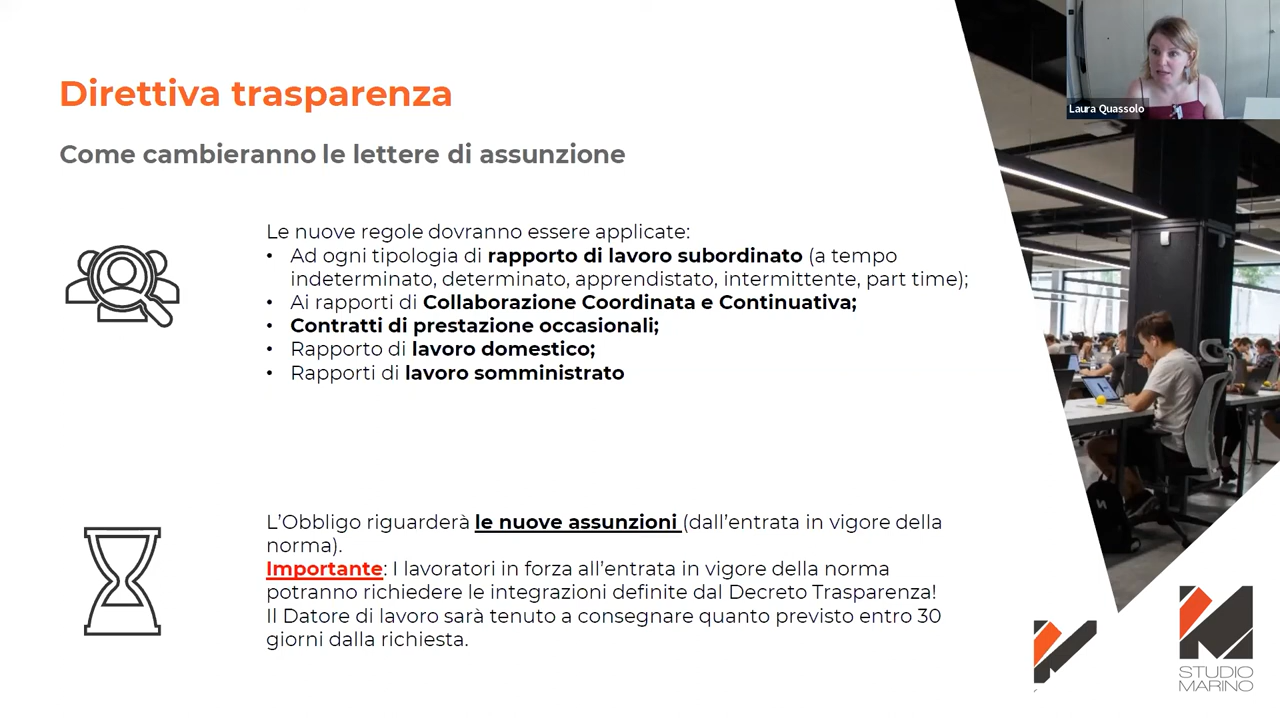 Laura Quassolo
Direttiva trasparenza
Come cambieranno le lettere di assunzione
Le nuove regole dovranno essere applicate:
• Ad ogni tipologia di rapporto di lavoro subordinato (a tempo
indeterminato, determinato, apprendistato, intermittente, part time);
• Ai rapporti di Collaborazione Coordinata e Continuativa;
• Contratti di prestazione occasionali;
• Rapporto di lavoro domestico;
• Rapporti di lavoro somministrato
L'Obbligo riguarderà le nuove assunzioni (dall'entrata in vigore della
norma).
Importante: I lavoratori in forza all'entrata in vigore della norma
potranno richiedere le integrazioni definite dal Decreto Trasparenza!
Il Datore di lavoro sarà tenuto a consegnare quanto previsto entro 30
giorni dalla richiesta.
STUDIO
MARINO